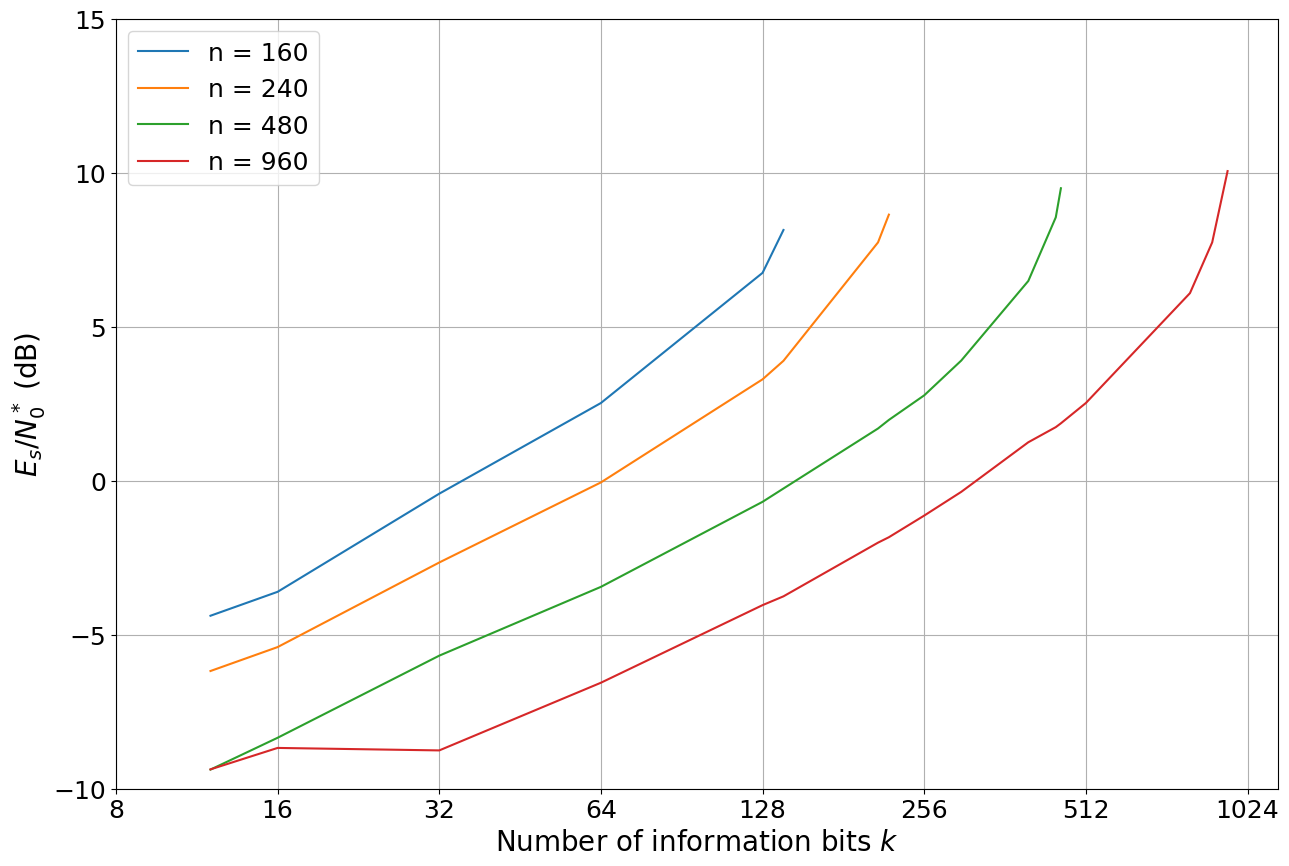 15
10
5
0
−5
−10
E_s/N_0^* (dB)
n = 160
n = 240
n = 480
n = 960
8 16 32 64 128 256 512 1024
Number of information bits k